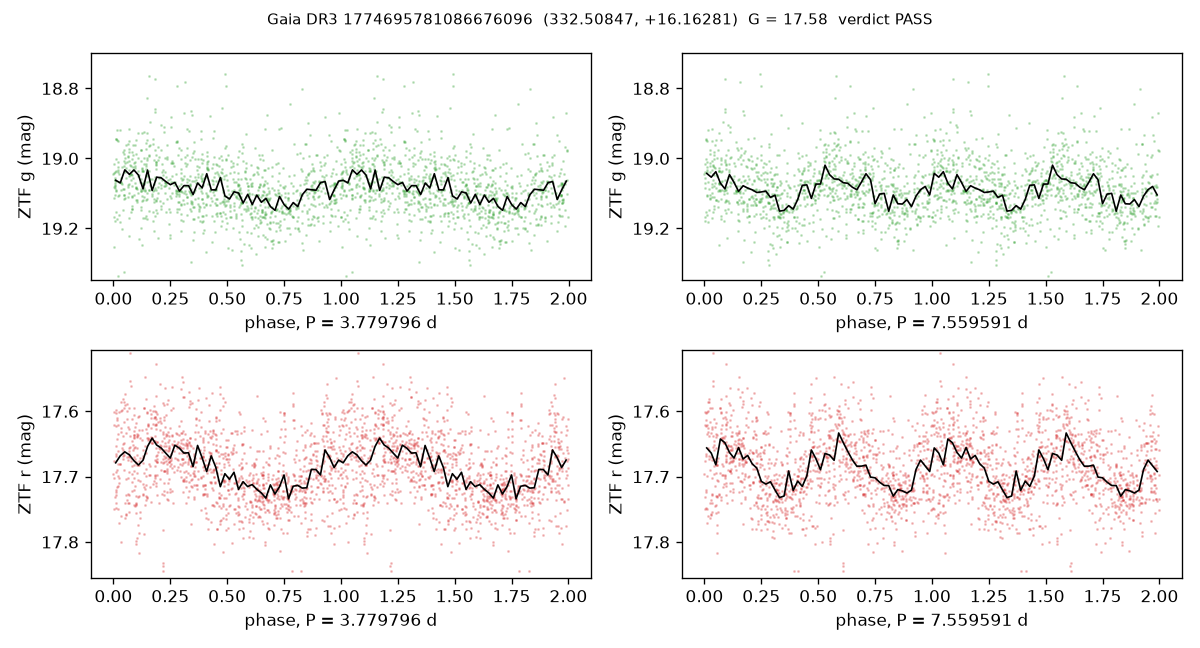 Gaia DR3 1774695781086676096 (332.50847, +16.16281) G = 17.58 verdict PASS
ZTF g (mag)
18.8
19.0
19.2
0.00 0.25 0.50 0.75 1.00 1.25 1.50 1.75 2.00
phase, P = 3.779796 d
ZTF g (mag)
18.8
19.0
19.2
0.00 0.25 0.50 0.75 1.00 1.25 1.50 1.75 2.00
phase, P = 7.559591 d
ZTF r (mag)
17.6
17.7
17.8
0.00 0.25 0.50 0.75 1.00 1.25 1.50 1.75 2.00
phase, P = 3.779796 d
ZTF r (mag)
17.6
17.7
17.8
0.00 0.25 0.50 0.75 1.00 1.25 1.50 1.75 2.00
phase, P = 7.559591 d